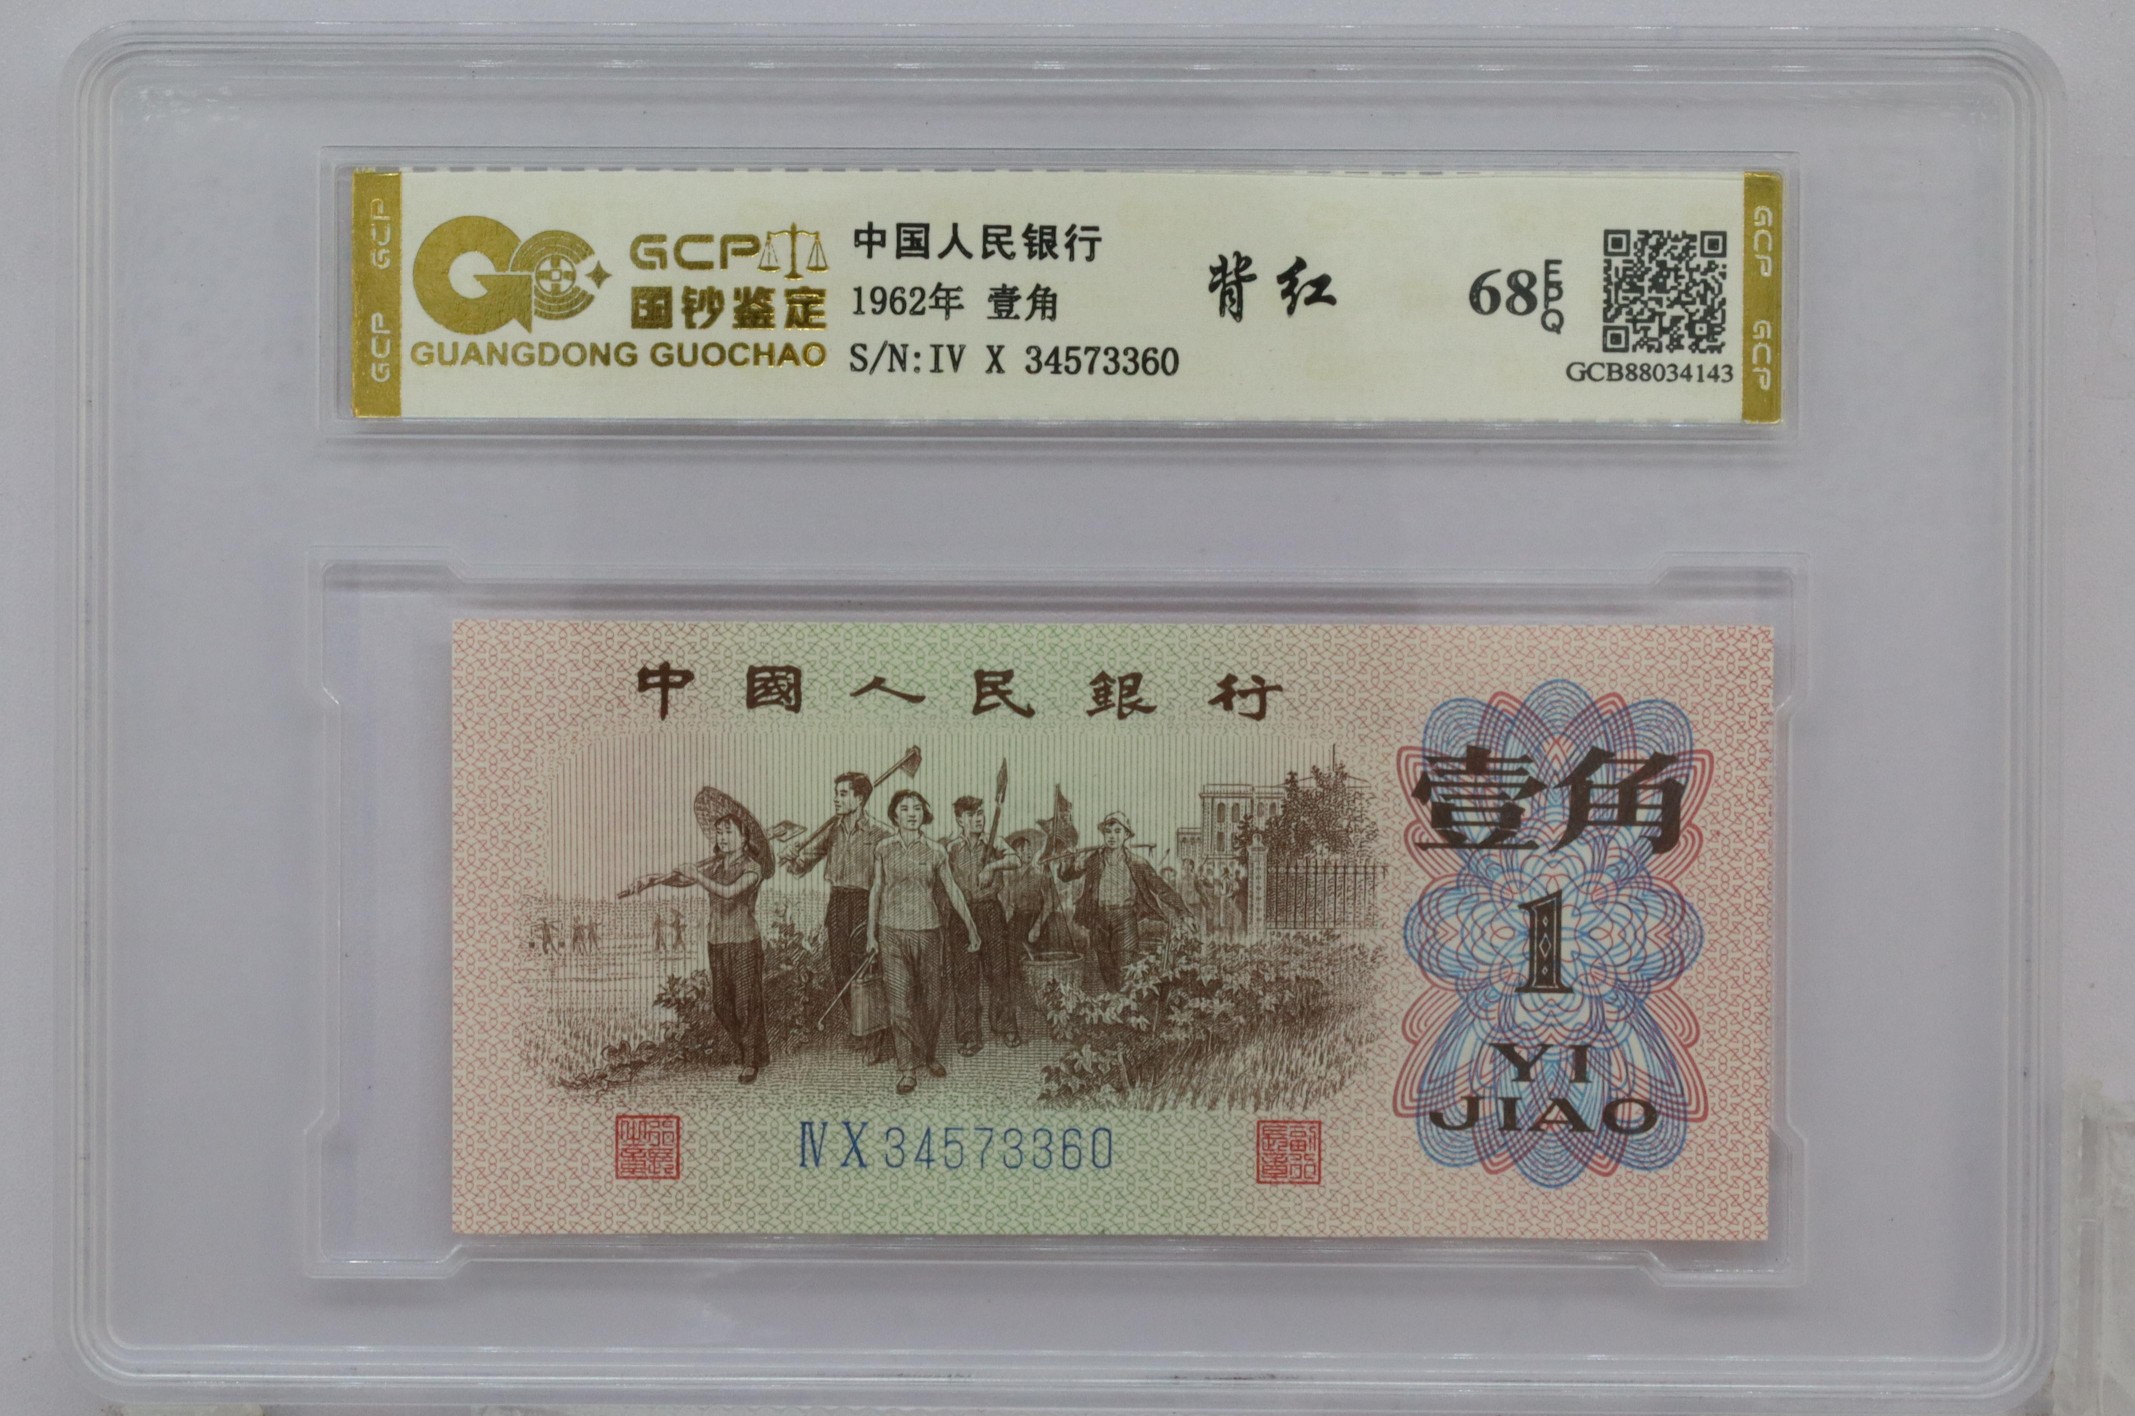 GCP GCP
GCP
国钞鉴定
GUANGDONG GUOCHAO
中国人民银行
1962年 壹角
S/N:IV X 34573360
背红
68 EPQ
GCB88034143
GCP GCP
中國人民銀行
壹角
1
YI
JIAO
Ⅳ X 34573360